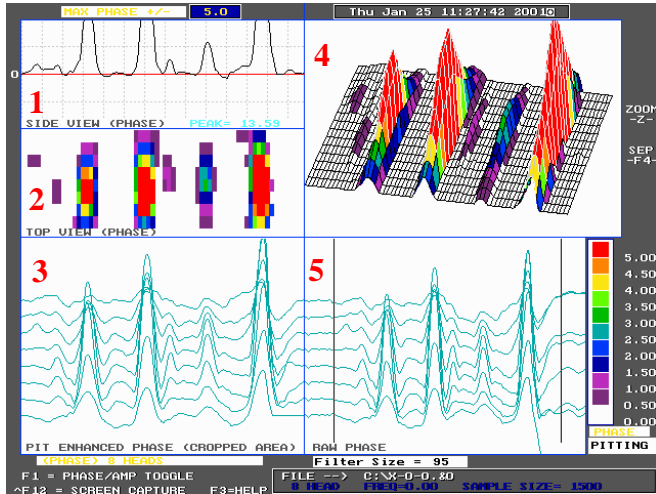 MAX PHASE +/- 5.0
Thu Jan 25 11:27:42 2001
0
1
SIDE VIEW (PHASE) PEAK= 13.59
2
TOP VIEW (PHASE)
4
ZOOM
-Z-
SEP
-F4-
3
PIT ENHANCED PHASE (CROPPED AREA)
5
RAW PHASE
5.00
4.50
4.00
3.50
3.00
2.50
2.00
1.50
1.00
0.50
0.00
PHASE
PITTING
(PHASE) 8 HEADS
Filter Size = 95
F1 = PHASE/AMP TOGGLE
^F12 = SCREEN CAPTURE F3=HELP
FILE --> C:\X-0-0.8D
8 HEAD FREQ=0.00 SAMPLE SIZE= 1500